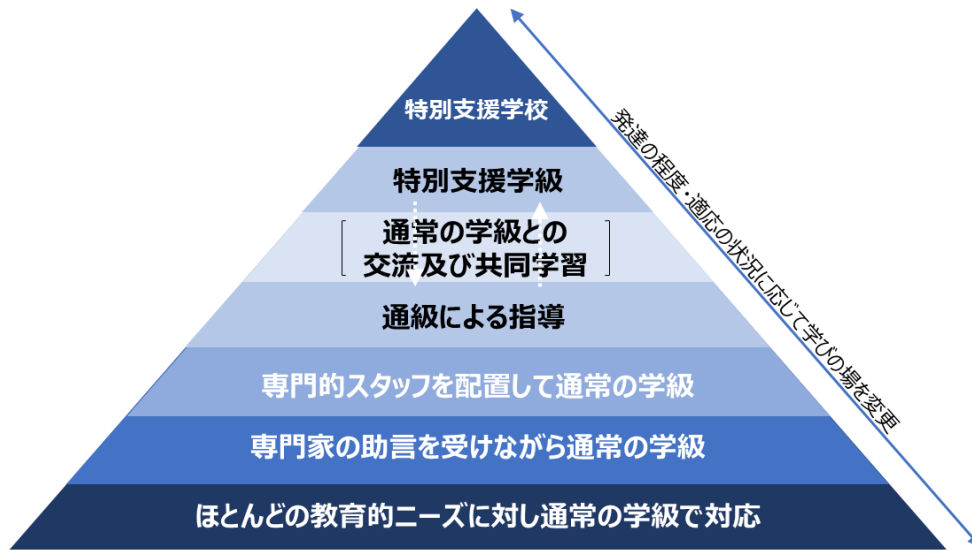 特別支援学校
特別支援学級
通常の学級との
交流及び共同学習
通級による指導
専門的スタッフを配置して通常の学級
専門家の助言を受けながら通常の学級
ほとんどの教育的ニーズに対し通常の学級で対応
発達の程度・適応の状況に応じて学びの場を変更